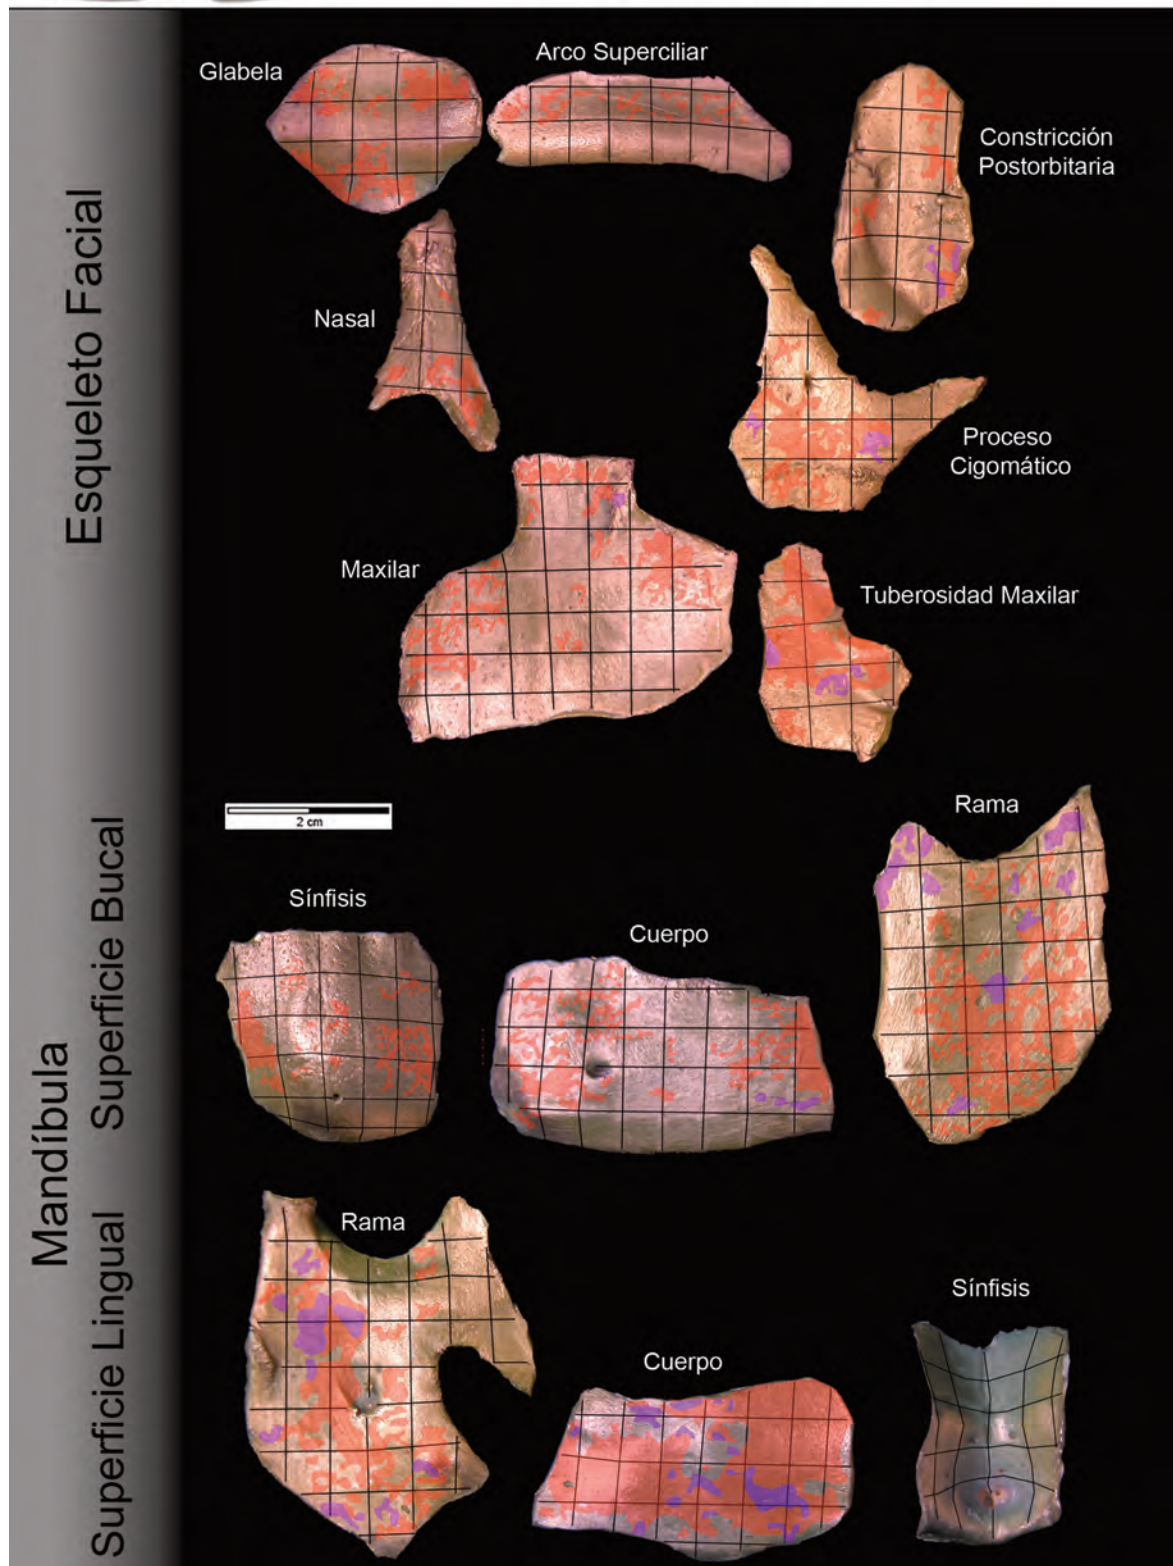 Esqueleto Facial
Glabela
Arco Superciliar
Constricción
Postorbitaria
Nasal
Proceso
Cigomático
Maxilar
Tuberosidad Maxilar
2 cm
Mandíbula
Superficie Bucal
Rama
Sínfisis
Cuerpo
Superficie Lingual
Rama
Cuerpo
Sínfisis